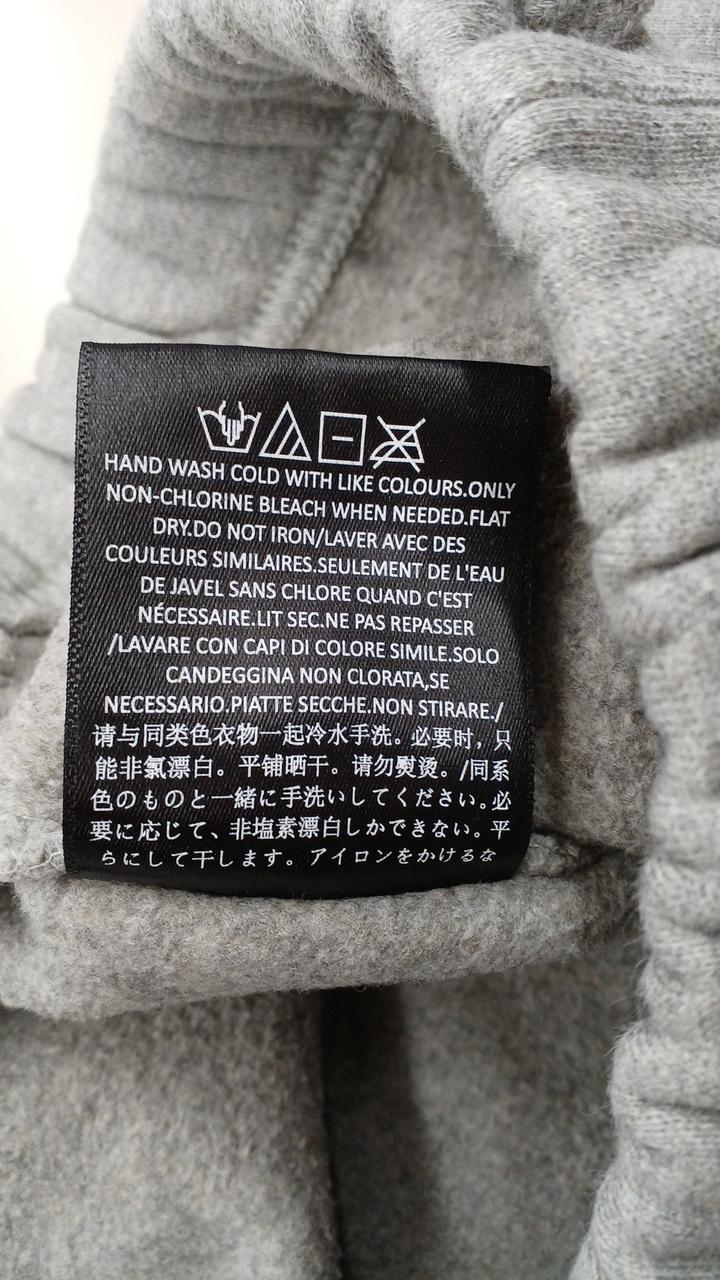 HAND WASH COLD WITH LIKE COLOURS.ONLY
NON-CHLORINE BLEACH WHEN NEEDED.FLAT
DRY.DO NOT IRON/LAVER AVEC DES
COULEURS SIMILAIRES.SEULEMENT DE L'EAU
DE JAVEL SANS CHLORE QUAND C'EST
NÉCESSAIRE.LIT SEC.NE PAS REPASSER
/LAVARE CON CAPI DI COLORE SIMILE.SOLO
CANDEGGINA NON CLORATA,SE
NECESSARIO.PIATTE SECCHE.NON STIRARE./
请与同类色衣物一起冷水手洗。必要时，只
能非氯漂白。平铺晒干。请勿熨烫。/同系
色のものと一緒に手洗いしてください。必
要に応じて、非塩素漂白しかできない。平
らにして干します。アイロンをかけるな